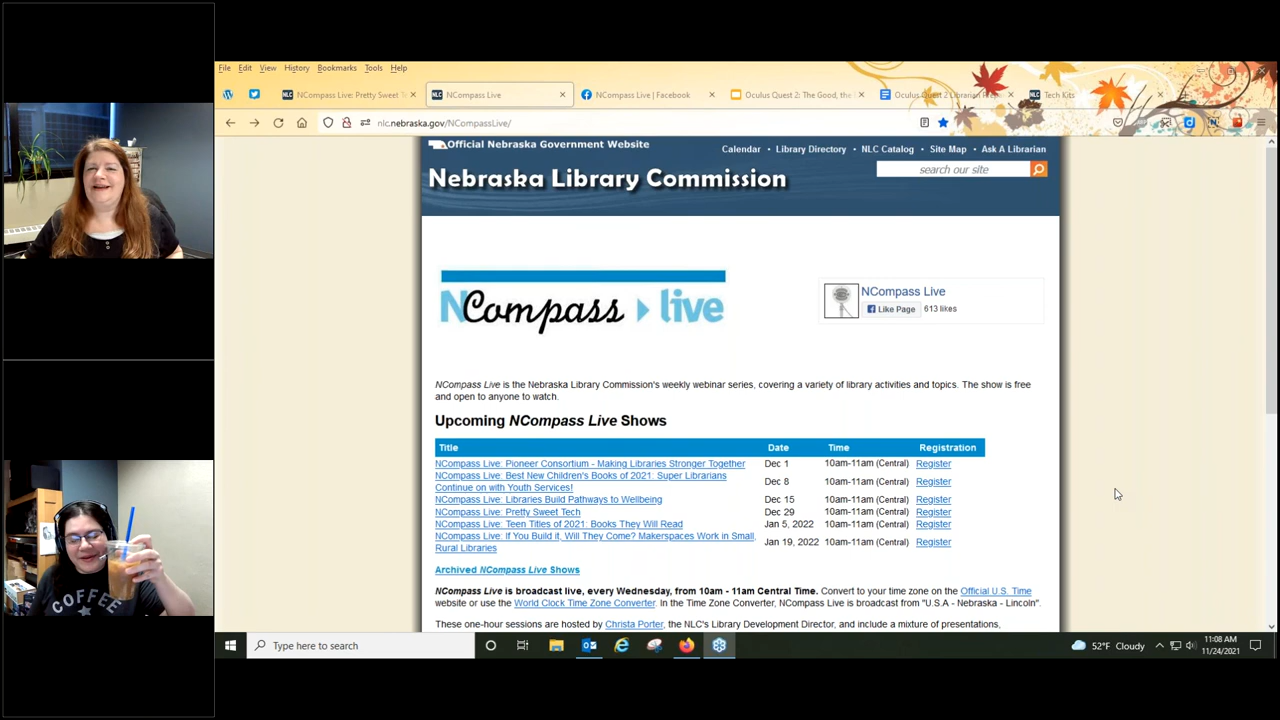 File Edit View History Bookmarks Tools Help
NCompass Live: Pretty Sweet T
NCompass Live
NCompass Live | Facebook
Oculus Quest 2: The Good, the
Tech Kits
nlc.nebraska.gov/NCompassLive/
Official Nebraska Government Website
Calendar • Library Directory • NLC Catalog • Site Map • Ask A Librarian
Nebraska Library Commission
search our site
NCompass live
NCompass Live
Like Page 613 likes
NCompass Live is the Nebraska Library Commission's weekly webinar series, covering a variety of library activities and topics. The show is free
and open to anyone to watch.
Upcoming NCompass Live Shows
Title Date Time Registration
NCompass Live: Pioneer Consortium - Making Libraries Stronger Together Dec 1 10am-11am (Central) Register
NCompass Live: Best New Children's Books of 2021: Super Librarians
Continue on with Youth Services! Dec 8 10am-11am (Central) Register
NCompass Live: Libraries Build Pathways to Wellbeing Dec 15 10am-11am (Central) Register
NCompass Live: Pretty Sweet Tech Dec 29 10am-11am (Central) Register
NCompass Live: Teen Titles of 2021: Books They Will Read Jan 5, 2022 10am-11am (Central) Register
NCompass Live: If You Build it, Will They Come? Makerspaces Work in Small,
Rural Libraries Jan 19, 2022 10am-11am (Central) Register
Archived NCompass Live Shows
NCompass Live is broadcast live, every Wednesday, from 10am - 11am Central Time. Convert to your time zone on the Official U.S. Time
website or use the World Clock Time Zone Converter. In the Time Zone Converter, NCompass Live is broadcast from "U.S.A - Nebraska - Lincoln".
These one-hour sessions are hosted by Christa Porter, the NLC's Library Development Director, and include a mixture of presentations,
COFFEE
Type here to search
52°F Cloudy
11:08 AM
11/24/2021